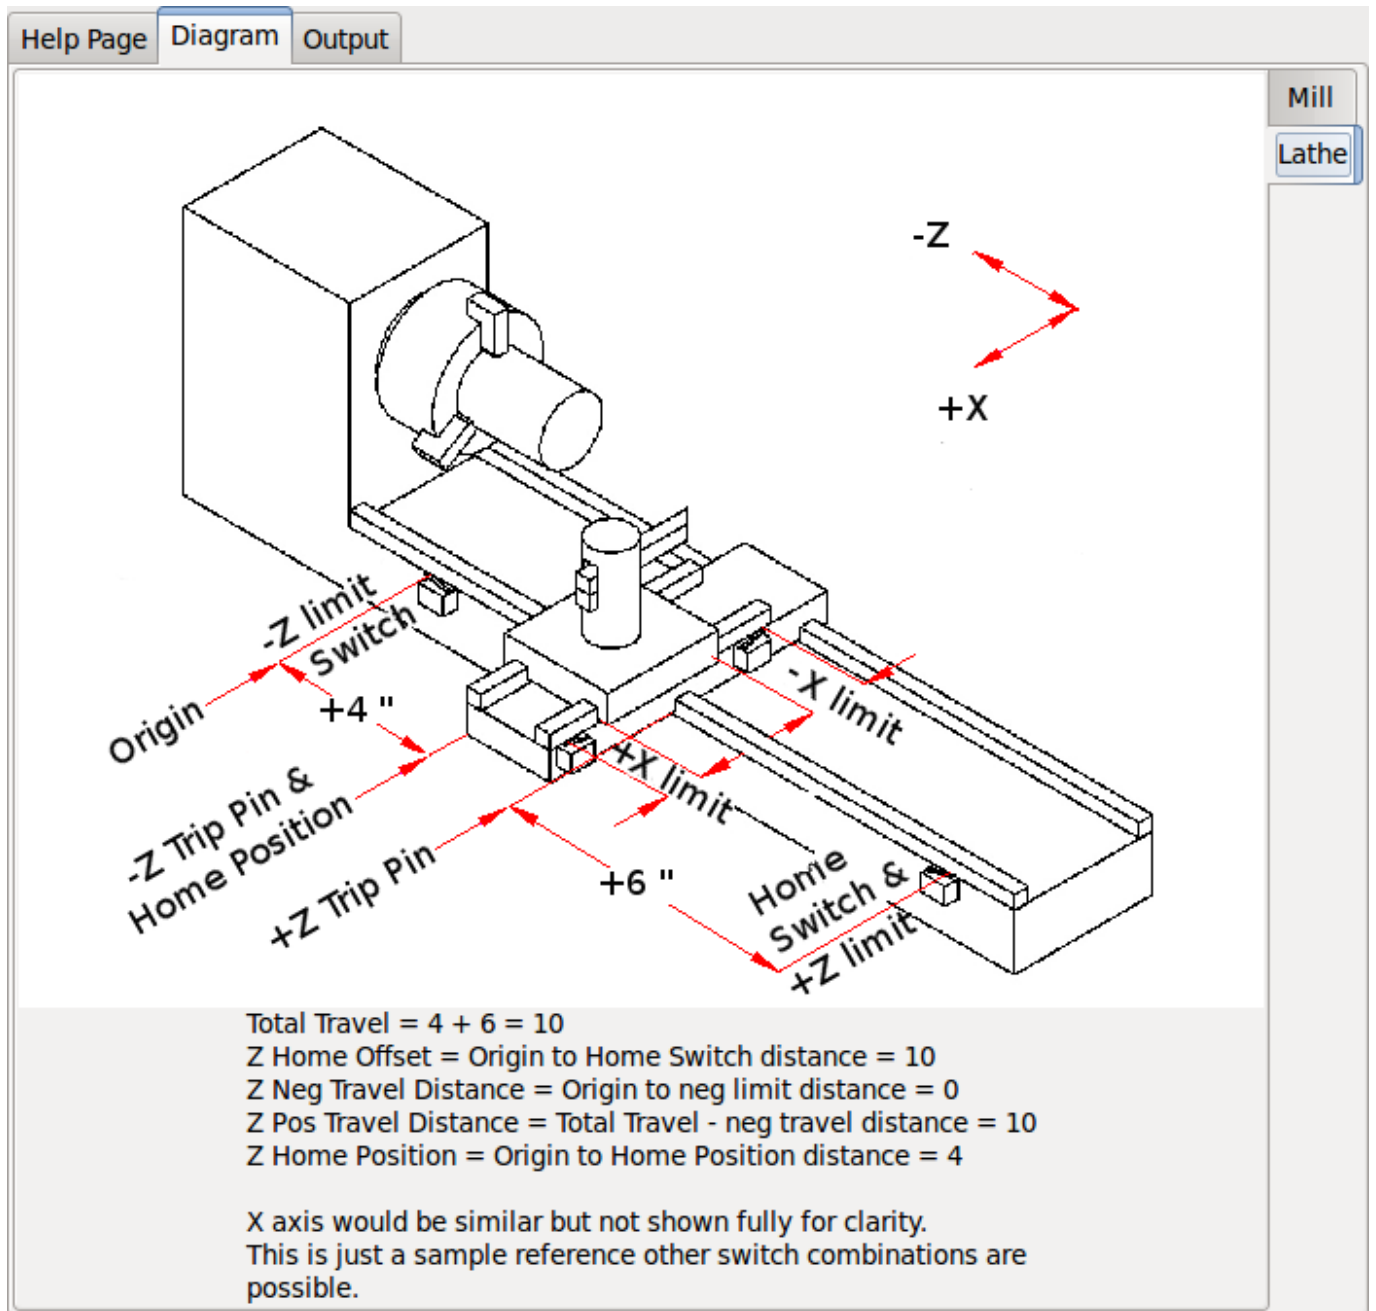 Help Page
Diagram
Output
Mill
Lathe
-Z
+X
-Z limit
Switch
Origin
+4 "
-X limit
+X limit
-Z Trip Pin &
Home Position
+Z Trip Pin
+6 "
Home
Switch &
+Z limit
Total Travel = 4 + 6 = 10
Z Home Offset = Origin to Home Switch distance = 10
Z Neg Travel Distance = Origin to neg limit distance = 0
Z Pos Travel Distance = Total Travel - neg travel distance = 10
Z Home Position = Origin to Home Position distance = 4
X axis would be similar but not shown fully for clarity.
This is just a sample reference other switch combinations are
possible.